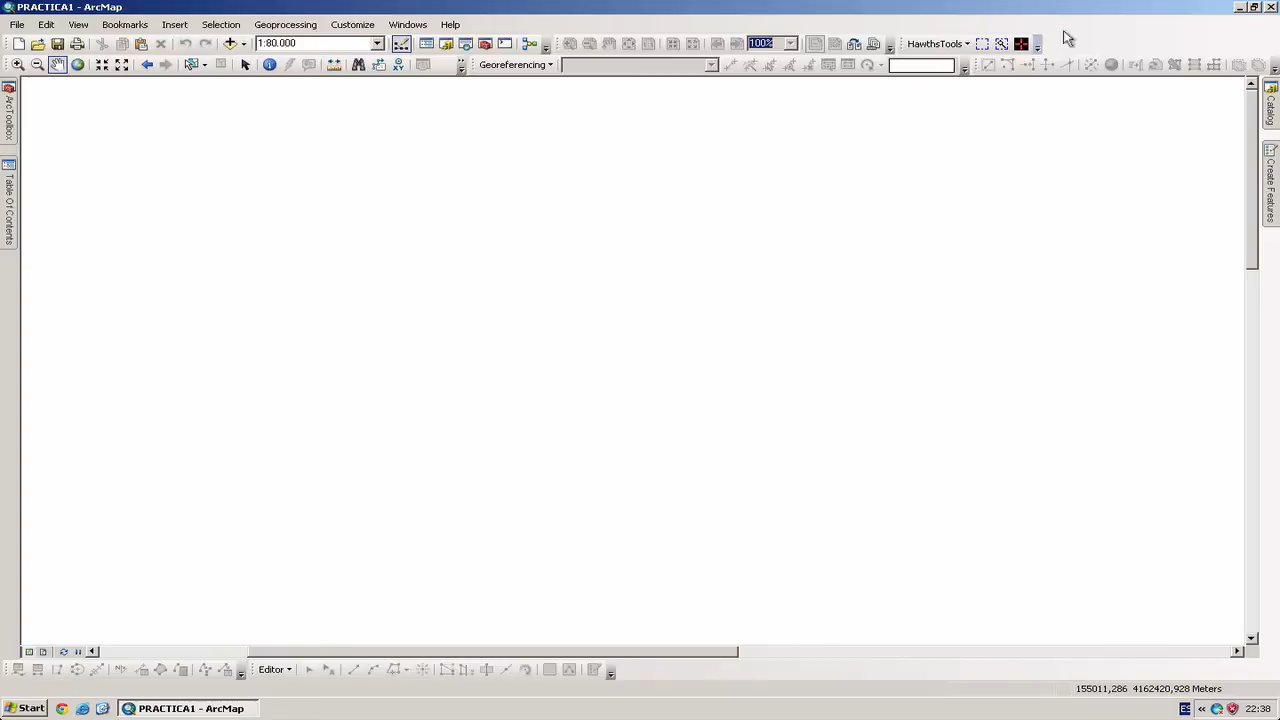 PRACTICA1 - ArcMap
File Edit View Bookmarks Insert Selection Geoprocessing Customize Windows Help
1:80.000 100% HawthsTools
Georeferencing
ArcToolbox
Table Of Contents
Catalog
Create Features
Editor
155011,286 4162420,928 Meters
Start PRACTICA1 - ArcMap ES 22:38